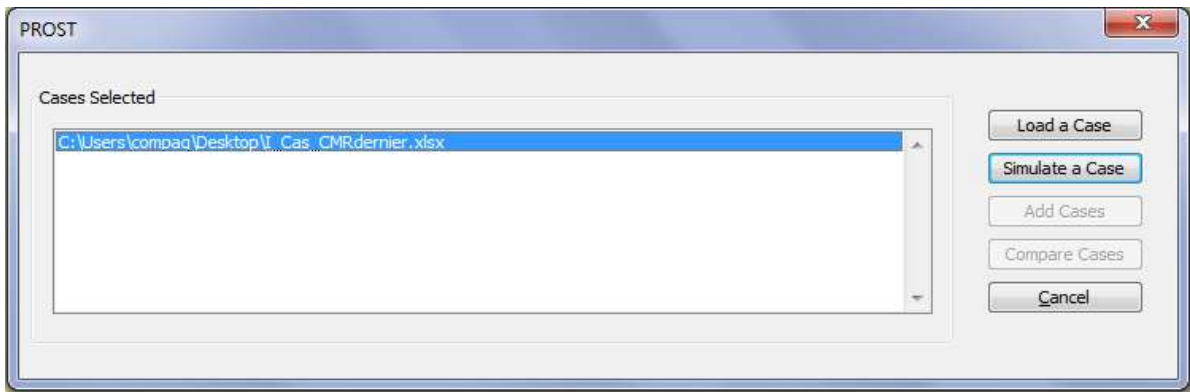 PROST
Cases Selected
C:\Users\compaq\Desktop\I_Cas_CMRdernier.xlsx
Load a Case
Simulate a Case
Add Cases
Compare Cases
Cancel